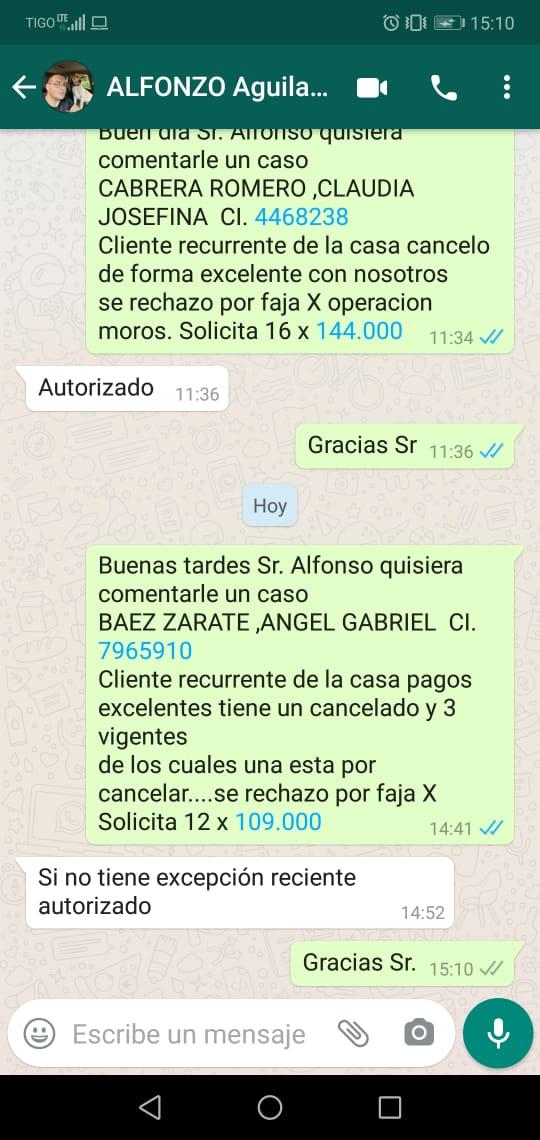 TIGO LTE 15:10
ALFONZO Aguila...
Buen dia Sr. Alfonso quisiera
comentarle un caso
CABRERA ROMERO ,CLAUDIA
JOSEFINA CI. 4468238
Cliente recurrente de la casa cancelo
de forma excelente con nosotros
se rechazo por faja X operacion
moros. Solicita 16 x 144.000 11:34
Autorizado 11:36
Gracias Sr 11:36
Hoy
Buenas tardes Sr. Alfonso quisiera
comentarle un caso
BAEZ ZARATE ,ANGEL GABRIEL CI.
7965910
Cliente recurrente de la casa pagos
excelentes tiene un cancelado y 3
vigentes
de los cuales una esta por
cancelar....se rechazo por faja X
Solicita 12 x 109.000 14:41
Si no tiene excepción reciente
autorizado 14:52
Gracias Sr. 15:10
Escribe un mensaje